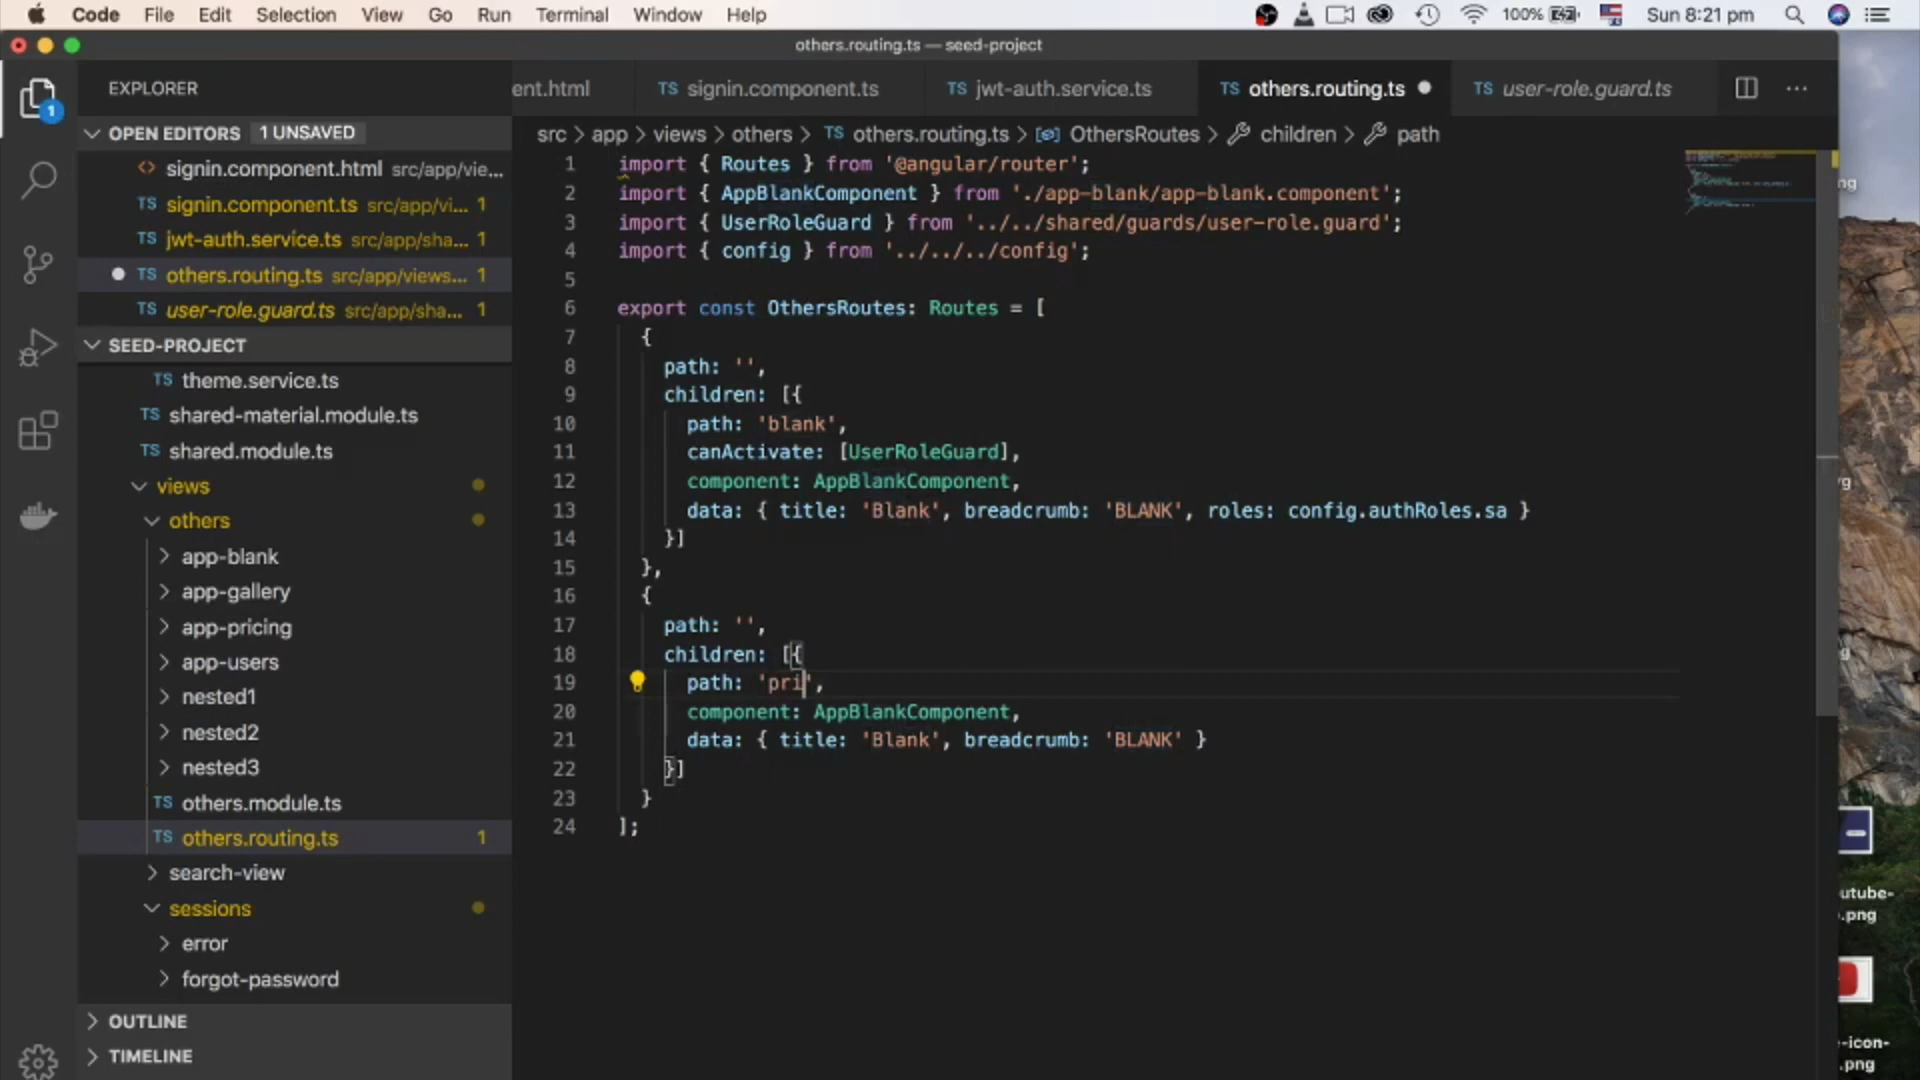 Code File Edit Selection View Go Run Terminal Window Help 100% Sun 8:21 pm
others.routing.ts — seed-project
EXPLORER
ent.html TS signin.component.ts TS jwt-auth.service.ts TS others.routing.ts TS user-role.guard.ts ...
OPEN EDITORS 1 UNSAVED
src > app > views > others > TS others.routing.ts > OthersRoutes > children > path
<> signin.component.html src/app/vie...
TS signin.component.ts src/app/vi... 1
TS jwt-auth.service.ts src/app/sha... 1
TS others.routing.ts src/app/views... 1
TS user-role.guard.ts src/app/sha... 1
SEED-PROJECT
TS theme.service.ts
TS shared-material.module.ts
TS shared.module.ts
views
others
app-blank
app-gallery
app-pricing
app-users
nested1
nested2
nested3
TS others.module.ts
TS others.routing.ts 1
search-view
sessions
error
forgot-password
OUTLINE
TIMELINE
1
1 import { Routes } from '@angular/router';
2 import { AppBlankComponent } from './app-blank/app-blank.component';
3 import { UserRoleGuard } from '../../shared/guards/user-role.guard';
4 import { config } from '../../../config';
5
6 export const OthersRoutes: Routes = [
7 {
8 path: '',
9 children: [{
10 path: 'blank',
11 canActivate: [UserRoleGuard],
12 component: AppBlankComponent,
13 data: { title: 'Blank', breadcrumb: 'BLANK', roles: config.authRoles.sa }
14 }]
15 },
16 {
17 path: '',
18 children: [{
19 path: 'pri',
20 component: AppBlankComponent,
21 data: { title: 'Blank', breadcrumb: 'BLANK' }
22 }]
23 }
24 ];
ng
vg
utube-
.png
-icon-
.png